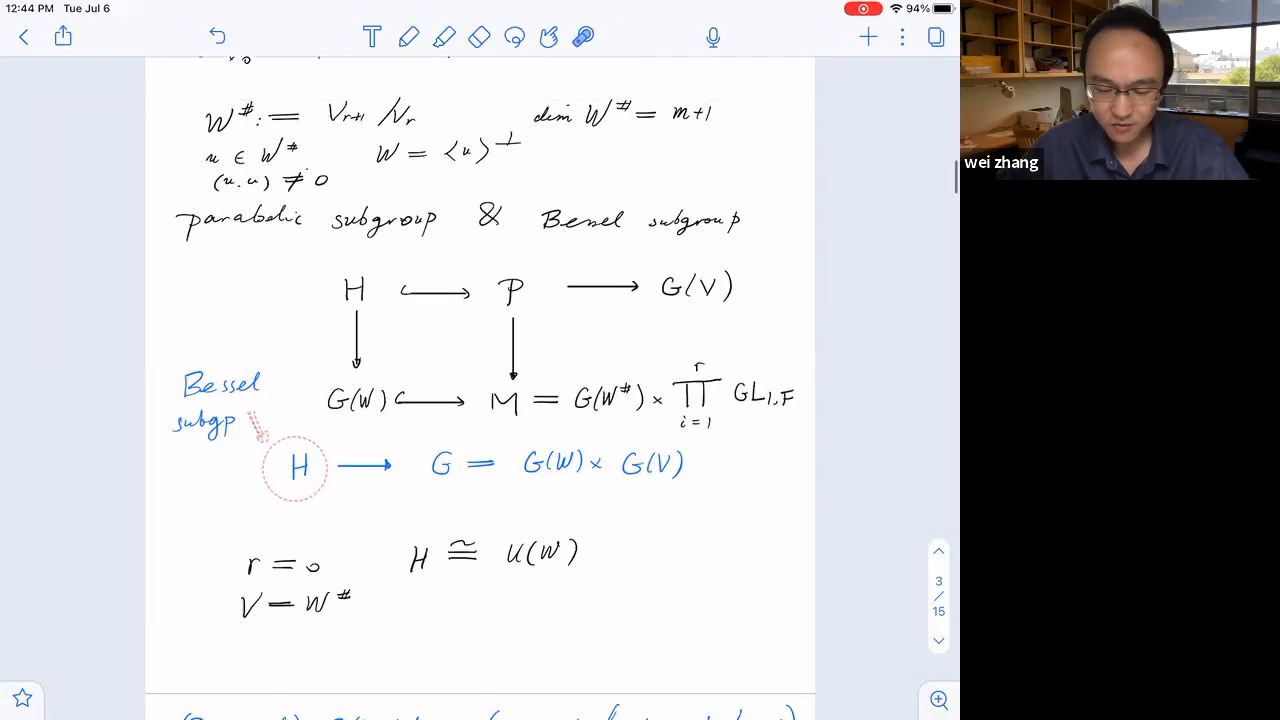 12:44 PM Tue Jul 6
94%
W^# := V_{r+1} / V_r dim W^# = m+1
u ∈ W^# W = <u>^⊥
(u.u) ≠ 0
parabolic subgroup & Bessel subgroup
H ↪ P → G(V)
G(W) ↪ M = G(W^#) × ∏_{i=1}^{r} GL_{1,F}
Bessel
subgp
H → G = G(W) × G(V)
r = 0 H ≅ U(W)
V = W^#
wei zhang
3
/
15